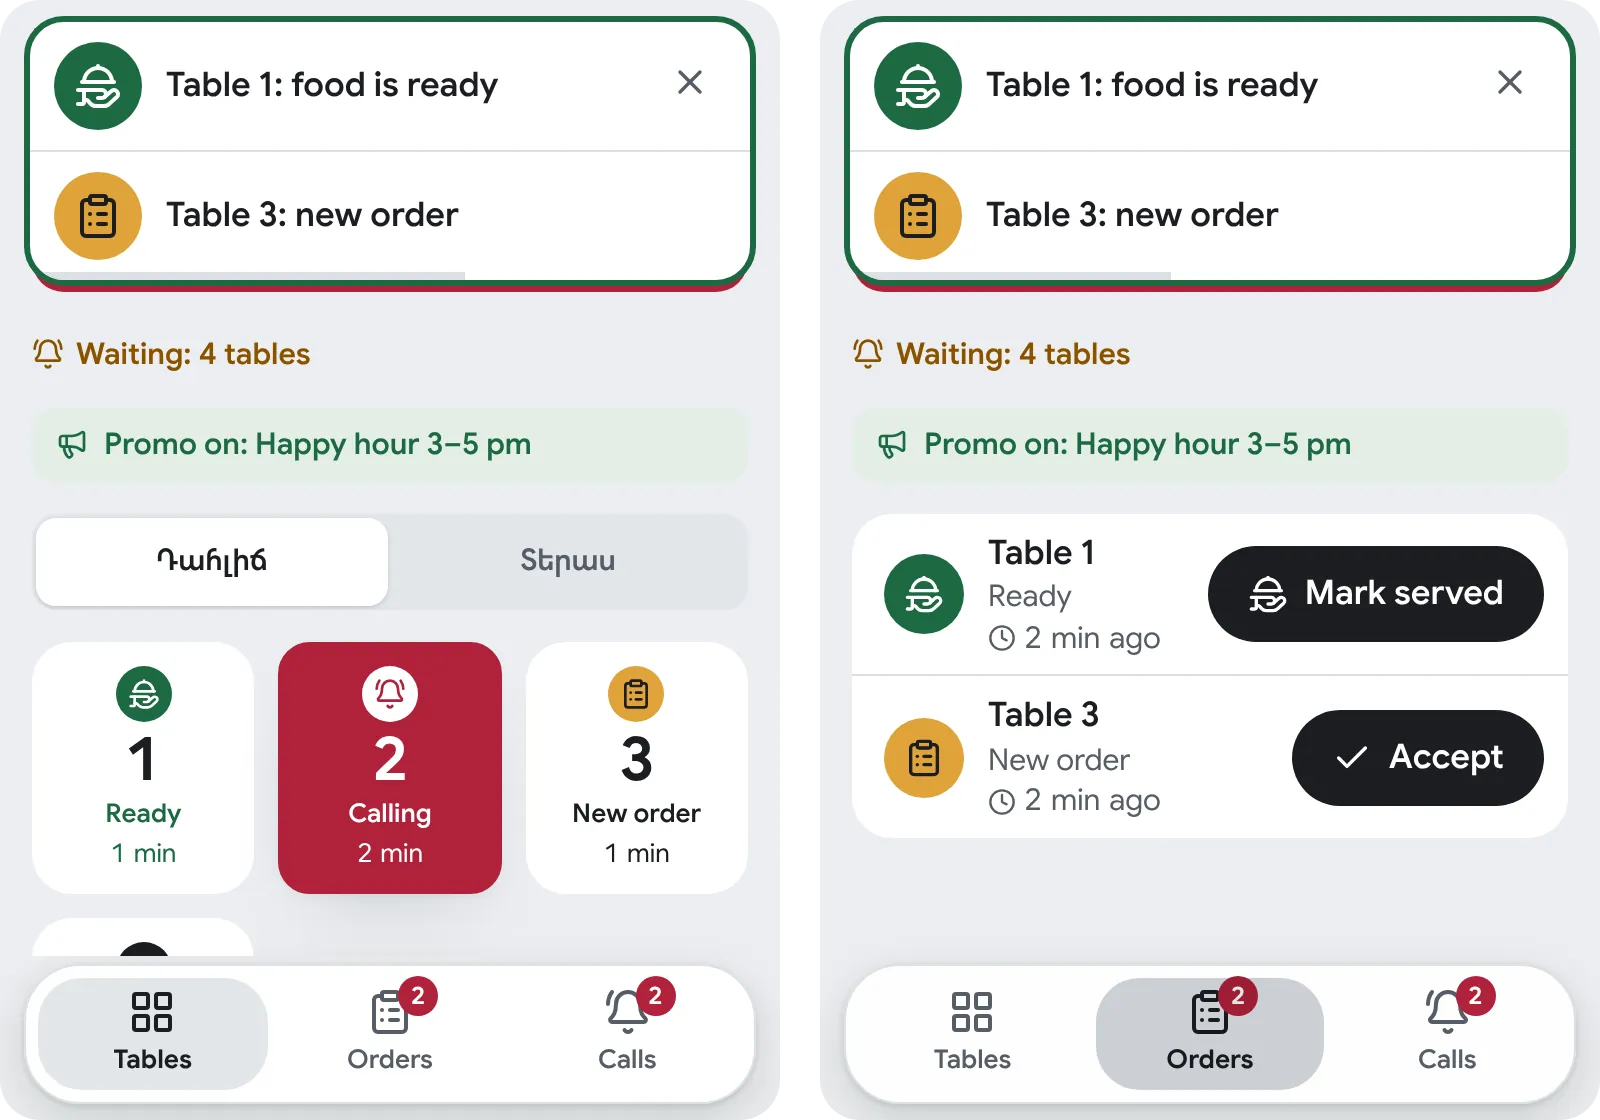 Table 1: food is ready
Table 3: new order
Waiting: 4 tables
Promo on: Happy hour 3–5 pm
Դահլիճ
Տերաս
1
Ready
1 min
2
Calling
2 min
3
New order
1 min
Tables
2
Orders
2
Calls
Table 1: food is ready
Table 3: new order
Waiting: 4 tables
Promo on: Happy hour 3–5 pm
Table 1
Ready
2 min ago
Mark served
Table 3
New order
2 min ago
Accept
Tables
2
Orders
2
Calls